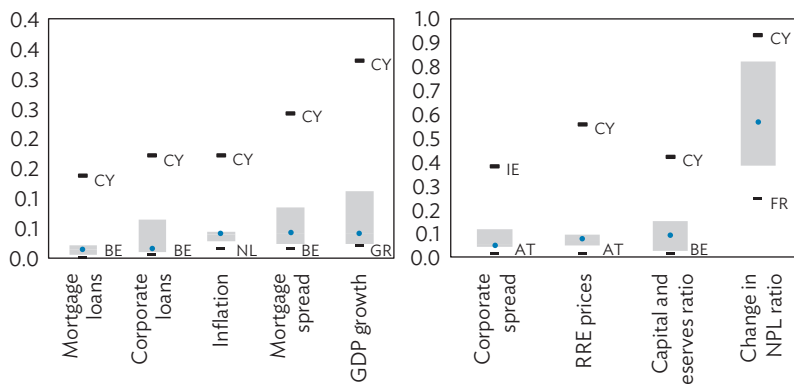 0.4
0.4
0.3
0.3
0.2
0.2
0.1
0.1
0.0
CY
BE
CY
BE
CY
NL
CY
BE
CY
GR
Mortgage
loans
Corporate
loans
Inflation
Mortgage
spread
GDP growth
1.0
0.9
0.8
0.7
0.6
0.5
0.4
0.3
0.2
0.1
0.0
IE
AT
CY
AT
CY
BE
CY
FR
Corporate
spread
RRE prices
Capital and
eserves ratio
Change in
NPL ratio